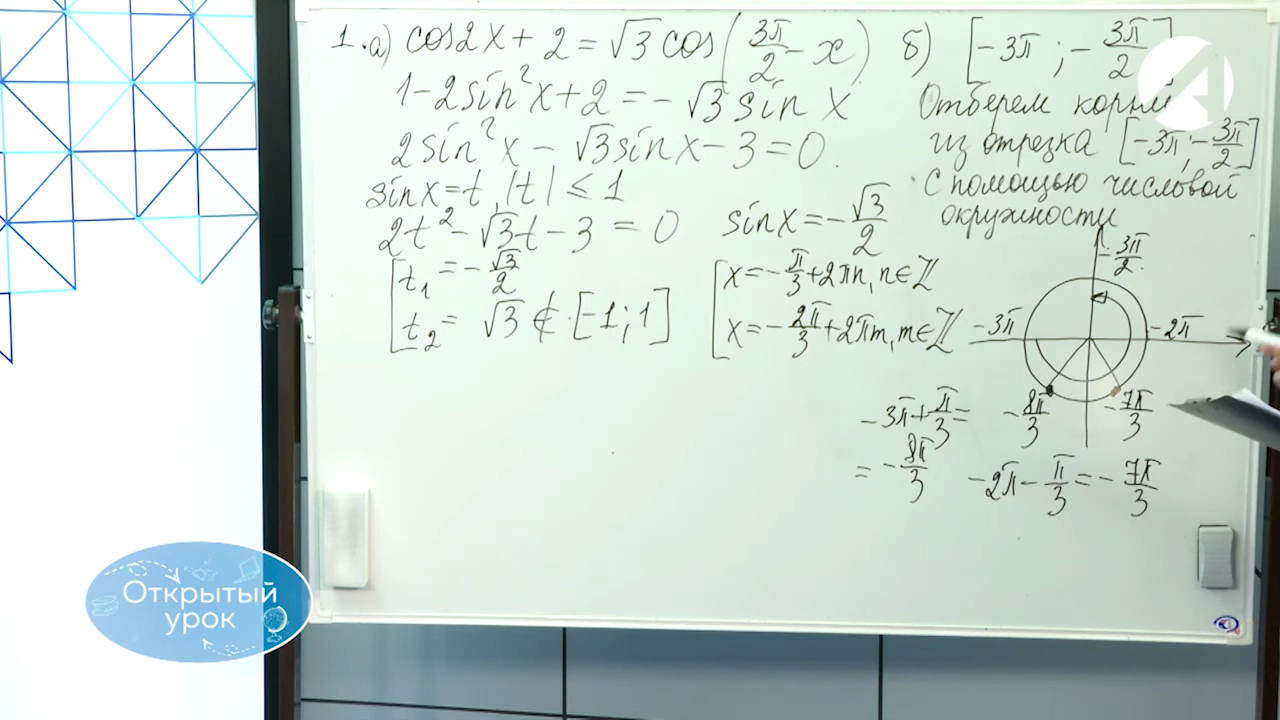 1. а) cos2x + 2 = √3 cos(3π/2 - x)
1 - 2sin²x + 2 = -√3 sin x
2sin²x - √3 sinx - 3 = 0.
sinx = t, |t| ≤ 1
2t² - √3t - 3 = 0
t₁ = -√3/2
t₂ = √3 ∉ [-1; 1]
sinx = -√3/2
x = -π/3 + 2πn, n∈ℤ
x = -2π/3 + 2πm, m∈ℤ
б) [-3π; -3π/2]
Отберем корни
из отрезка [-3π; -3π/2]
с помощью числовой
окружности
-3π/2
-3π
-2π
-8π/3
-7π/3
-3π + π/3 =
= -8π/3
-2π - π/3 = -7π/3
Открытый
урок